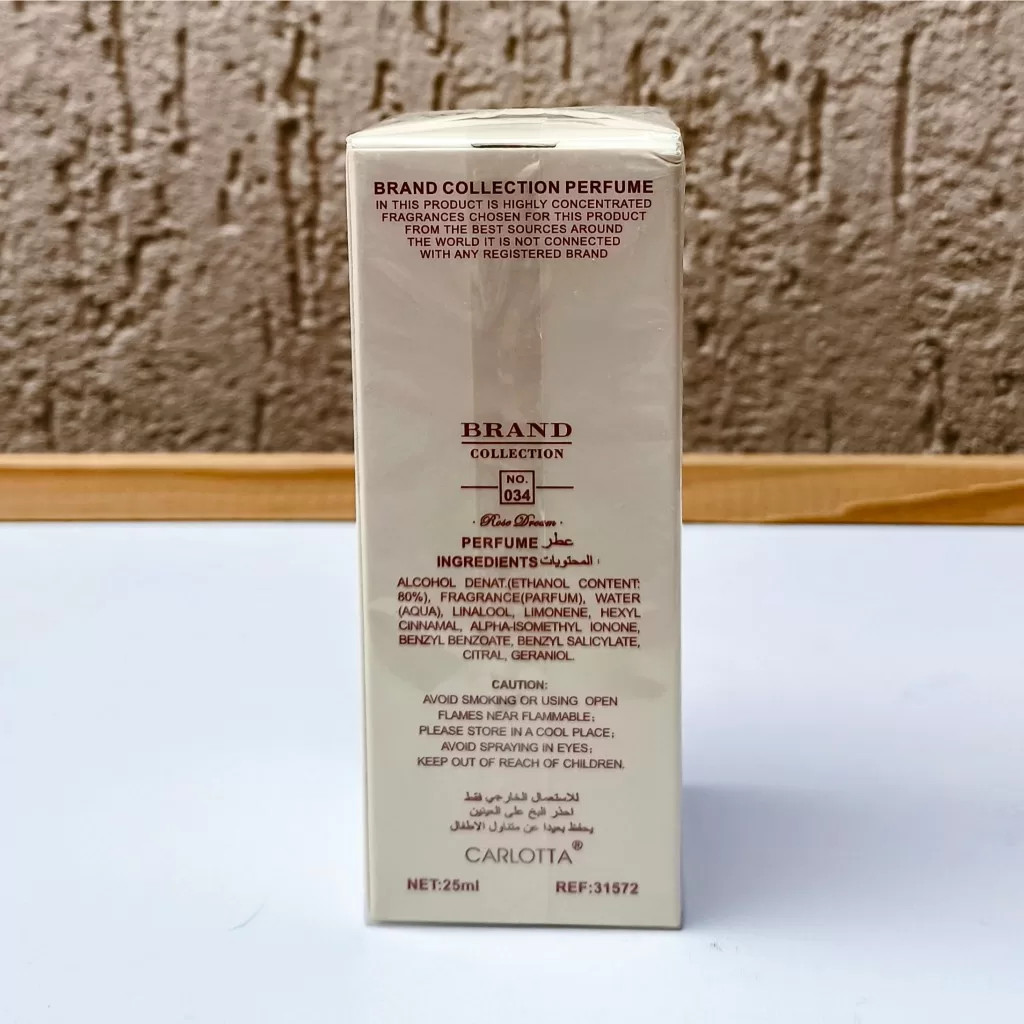 BRAND COLLECTION PERFUME
IN THIS PRODUCT IS HIGHLY CONCENTRATED
FRAGRANCES CHOSEN FOR THIS PRODUCT
FROM THE BEST SOURCES AROUND
THE WORLD IT IS NOT CONNECTED
WITH ANY REGISTERED BRAND
BRAND
COLLECTION
NO.
034
· Rose Dream ·
PERFUME عطر
INGREDIENTS المحتويات :
ALCOHOL DENAT.(ETHANOL CONTENT:
80%), FRAGRANCE(PARFUM), WATER
(AQUA), LINALOOL, LIMONENE, HEXYL
CINNAMAL, ALPHA-ISOMETHYL IONONE,
BENZYL BENZOATE, BENZYL SALICYLATE,
CITRAL, GERANIOL.
CAUTION:
AVOID SMOKING OR USING OPEN
FLAMES NEAR FLAMMABLE;
PLEASE STORE IN A COOL PLACE;
AVOID SPRAYING IN EYES;
KEEP OUT OF REACH OF CHILDREN.
للاستعمال الخارجي فقط
احذر البخ على العينين
يحفظ بعيدا عن متناول الاطفال
CARLOTTA®
NET:25ml REF:31572